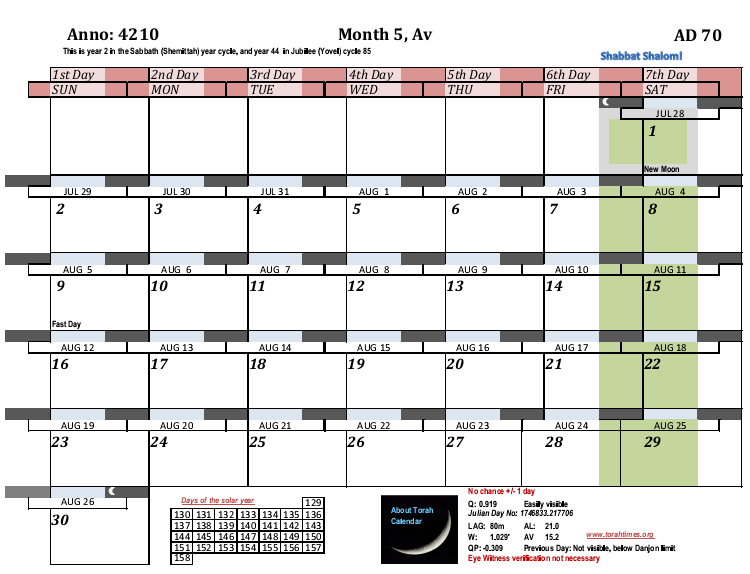 Anno: 4210 Month 5, Av AD 70
This is year 2 in the Sabbath (Shemittah) year cycle, and year 44 in Jubilee (Yovel) cycle 85
Shabbat Shalom!
1st Day 2nd Day 3rd Day 4th Day 5th Day 6th Day 7th Day
SUN MON TUE WED THU FRI SAT
JUL 28
1
New Moon
JUL 29 JUL 30 JUL 31 AUG 1 AUG 2 AUG 3 AUG 4
2 3 4 5 6 7 8
AUG 5 AUG 6 AUG 7 AUG 8 AUG 9 AUG 10 AUG 11
9 10 11 12 13 14 15
Fast Day
AUG 12 AUG 13 AUG 14 AUG 15 AUG 16 AUG 17 AUG 18
16 17 18 19 20 21 22
AUG 19 AUG 20 AUG 21 AUG 22 AUG 23 AUG 24 AUG 25
23 24 25 26 27 28 29
AUG 26
30
Days of the solar year
129
130 131 132 133 134 135 136
137 138 139 140 141 142 143
144 145 146 147 148 149 150
151 152 153 154 155 156 157
158
About Torah
Calendar
No chance +/- 1 day
Q: 0.919 Easilly visible
Julian Day No: 1746833.217706
LAG: 80m AL: 21.0
W: 1.029' AV 15.2
www.torahtimes.org
QP: -0.309 Previous Day: Not visible, below Danjon limit
Eye Witness verification not necessary